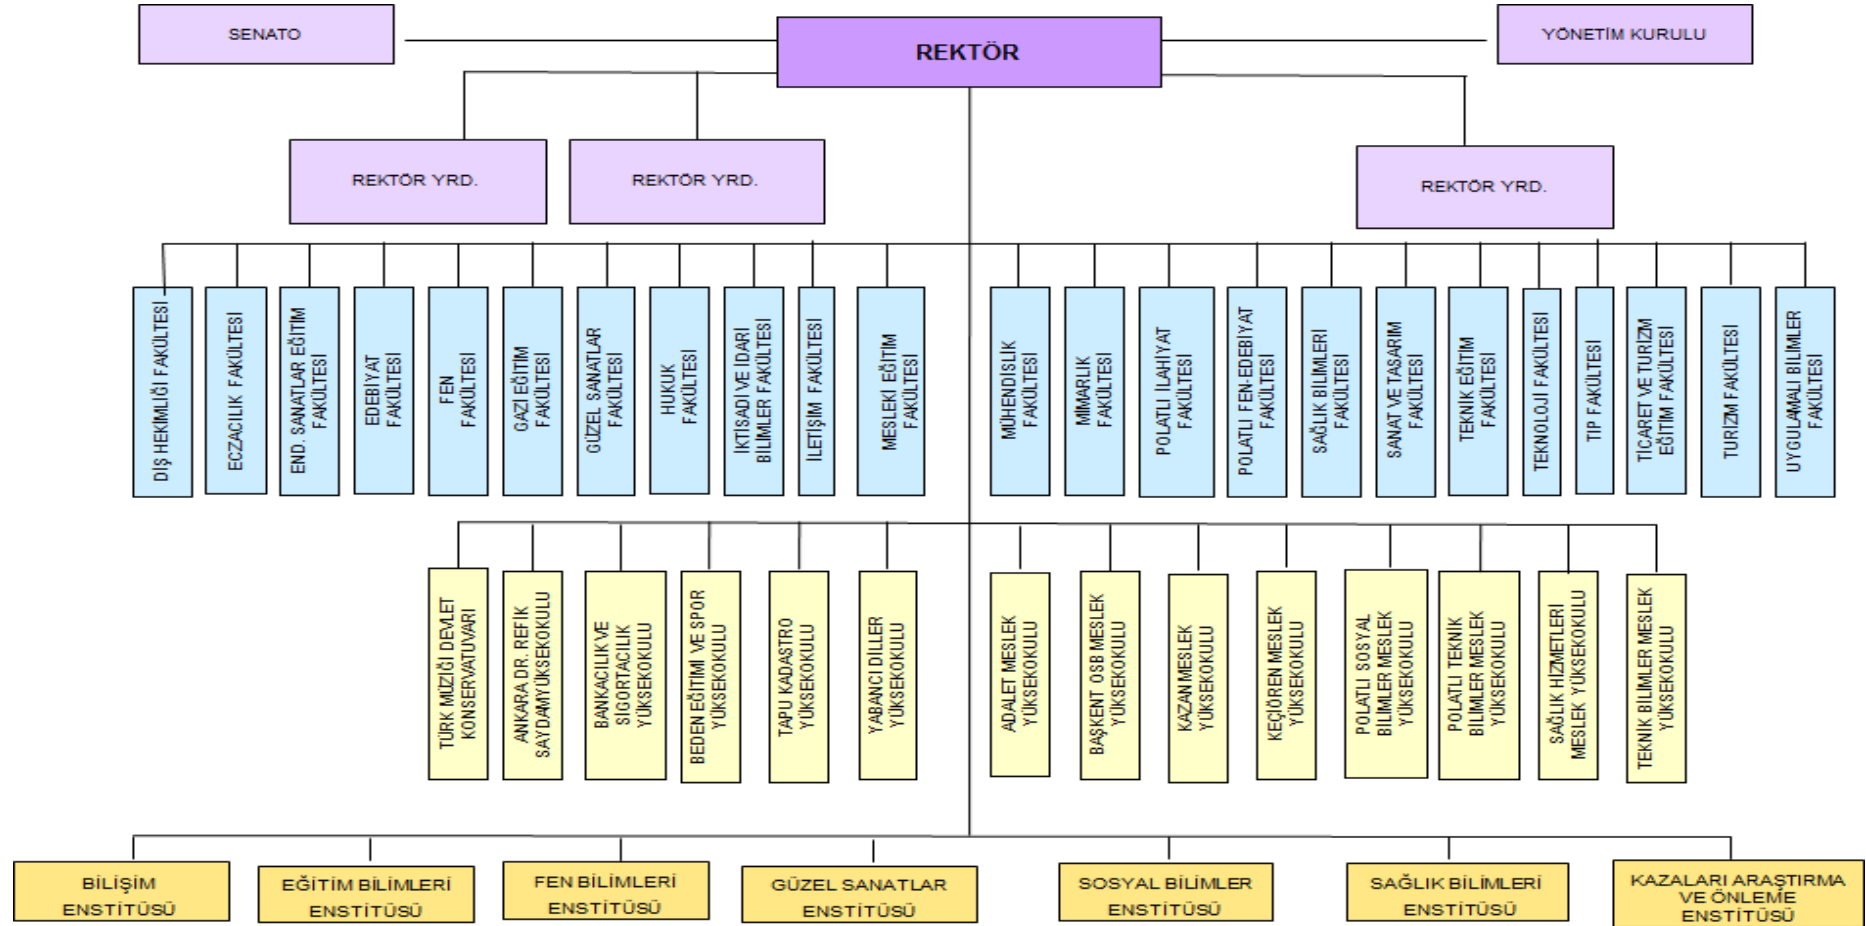 SENATO
REKTÖR
YÖNETİM KURULU
REKTÖR YRD.
REKTÖR YRD.
REKTÖR YRD.
DİŞ HEKİMLİĞİ FAKÜLTESİ
ECZACILIK FAKÜLTESİ
END. SANATLAR EĞİTİM
FAKÜLTESİ
EDEBİYAT
FAKÜLTESİ
FEN
FAKÜLTESİ
GAZİ EĞİTİM
FAKÜLTESİ
GÜZEL SANATLAR
FAKÜLTESİ
HUKUK
FAKÜLTESİ
İKTİSADİ VE İDARİ
BİLİMLER FAKÜLTESİ
İLETİŞİM FAKÜLTESİ
MESLEKİ EĞİTİM
FAKÜLTESİ
MÜHENDİSLİK
FAKÜLTESİ
MİMARLIK
FAKÜLTESİ
POLATLI İLAHİYAT
FAKÜLTESİ
POLATLI FEN-EDEBİYAT
FAKÜLTESİ
SAĞLIK BİLİMLERİ
FAKÜLTESİ
SANAT VE TASARIM
FAKÜLTESİ
TEKNİK EĞİTİM
FAKÜLTESİ
TEKNOLOJİ FAKÜLTESİ
TIP FAKÜLTESİ
TİCARET VE TURİZM
EĞİTİM FAKÜLTESİ
TURİZM FAKÜLTESİ
UYGULAMALI BİLİMLER
FAKÜLTESİ
TÜRK MÜZİĞİ DEVLET
KONSERVATUVARI
ANKARA DR. REFİK
SAYDAMYÜKSEKOKULU
BANKACILIK VE
SİGORTACILIK
YÜKSEKOKULU
BEDEN EĞİTİMİ VE SPOR
YÜKSEKOKULU
TAPU KADASTRO
YÜKSEKOKULU
YABANCI DİLLER
YÜKSEKOKULU
ADALET MESLEK
YÜKSEKOKULU
BAŞKENT OSB MESLEK
YÜKSEKOKULU
KAZAN MESLEK
YÜKSEKOKULU
KEÇİÖREN MESLEK
YÜKSEKOKULU
POLATLI SOSYAL
BİLİMLER MESLEK
YÜKSEKOKULU
POLATLI TEKNİK
BİLİMLER MESLEK
YÜKSEKOKULU
SAĞLIK HİZMETLERİ
MESLEK YÜKSEKOKULU
TEKNİK BİLİMLER MESLEK
YÜKSEKOKULU
BİLİŞİM
ENSTİTÜSÜ
EĞİTİM BİLİMLERİ
ENSTİTÜSÜ
FEN BİLİMLERİ
ENSTİTÜSÜ
GÜZEL SANATLAR
ENSTİTÜSÜ
SOSYAL BİLİMLER
ENSTİTÜSÜ
SAĞLIK BİLİMLERİ
ENSTİTÜSÜ
KAZALARI ARAŞTIRMA
VE ÖNLEME
ENSTİTÜSÜ